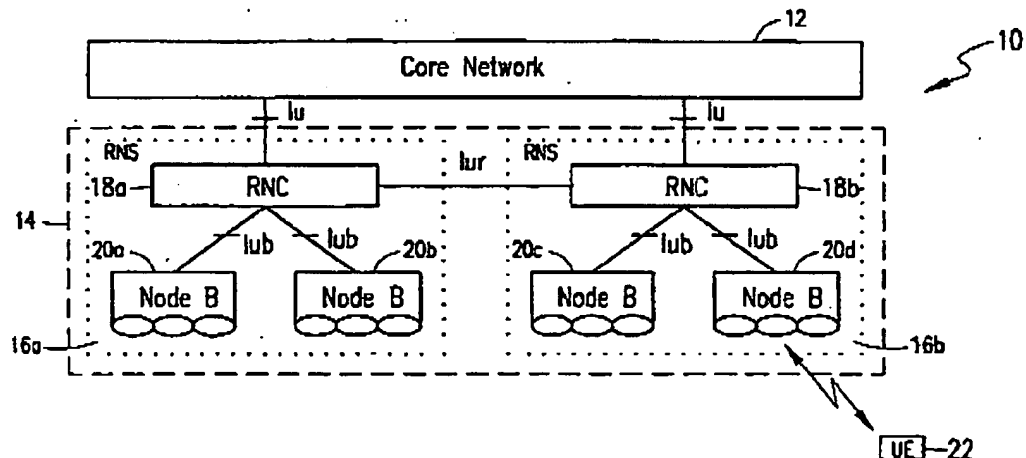 12
10
Core Network
Iu Iu
RNS Iur RNS
18a RNC RNC 18b
14
20a Iub Iub 20b 20c Iub Iub 20d
Node B Node B Node B Node B
16a 16b
UE 22